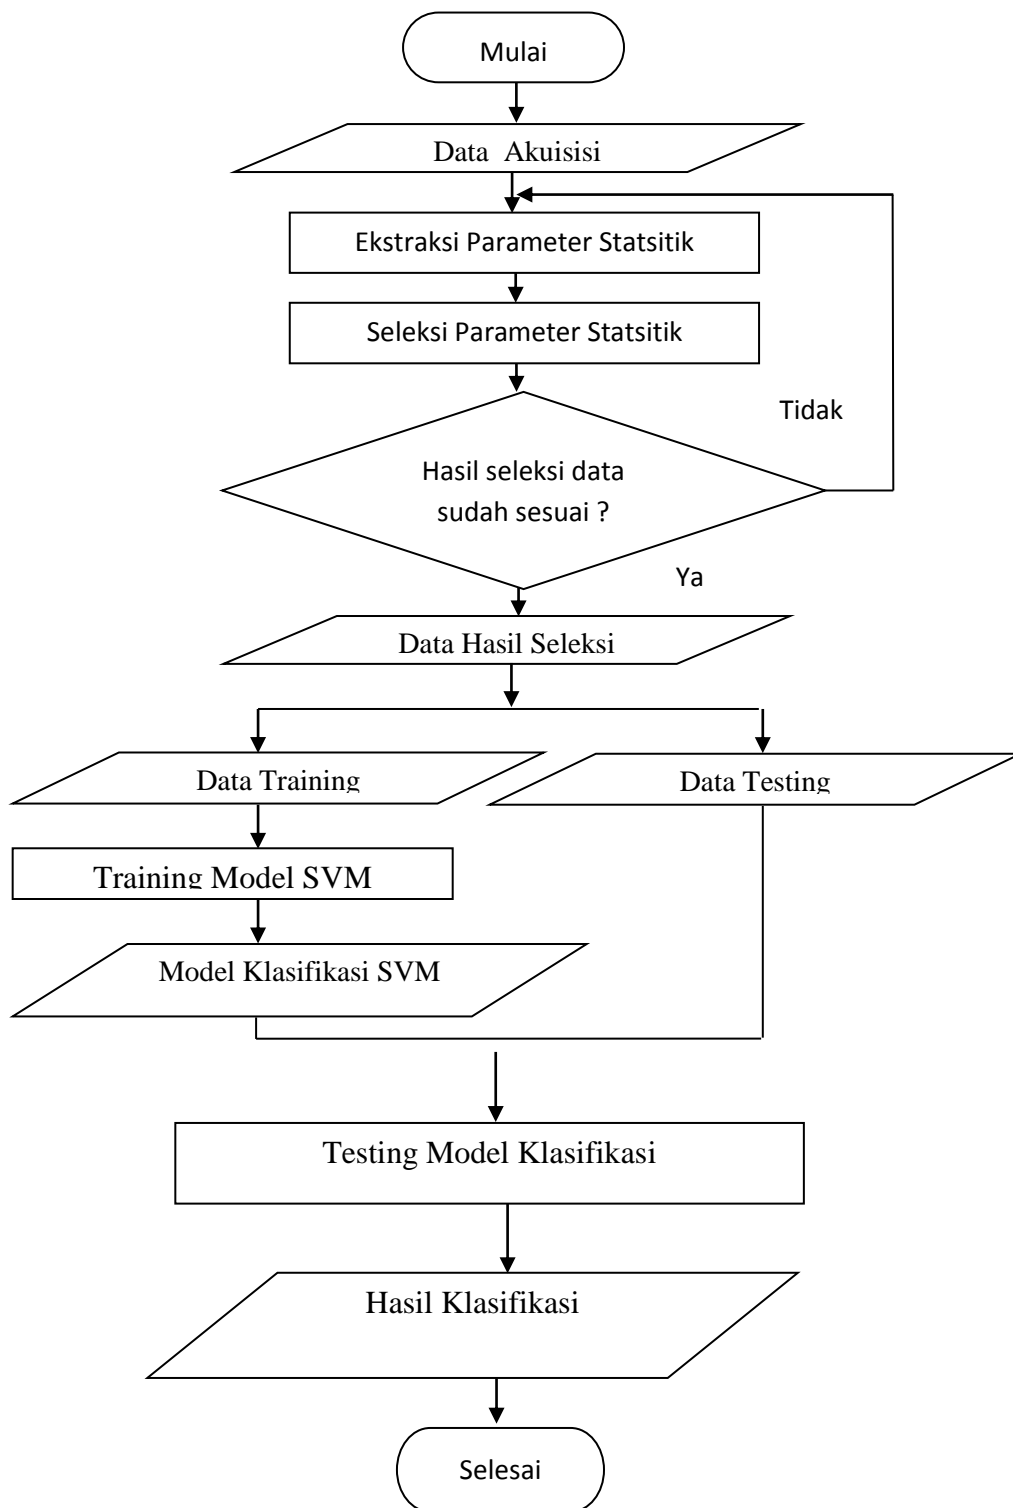 Mulai
Data Akuisisi
Ekstraksi Parameter Statsitik
Seleksi Parameter Statsitik
Tidak
Hasil seleksi data
sudah sesuai ?
Ya
Data Hasil Seleksi
Data Training
Data Testing
Training Model SVM
Model Klasifikasi SVM
Testing Model Klasifikasi
Hasil Klasifikasi
Selesai